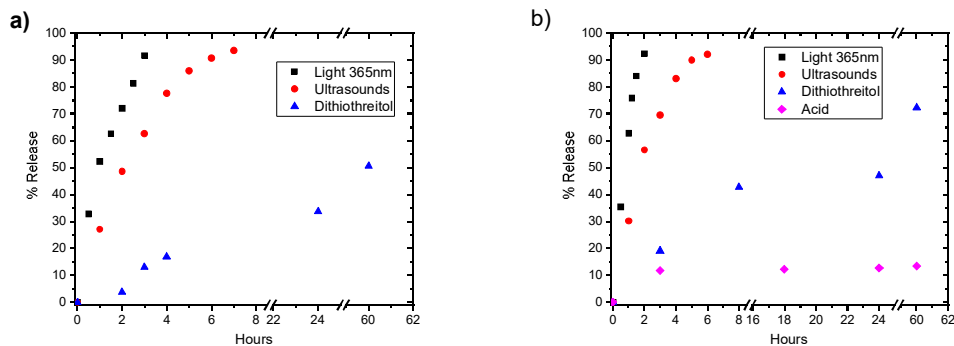 a)
100
90
80
70
60
50
40
30
20
10
0
% Release
Light 365nm
Ultrasounds
Dithiothreitol
0 2 4 6 8 22 24 26 60 62
Hours
b)
100
90
80
70
60
50
40
30
20
10
0
% Release
Light 365nm
Ultrasounds
Dithiothreitol
Acid
0 2 4 6 8 16 18 20 22 24 26 60 62
Hours